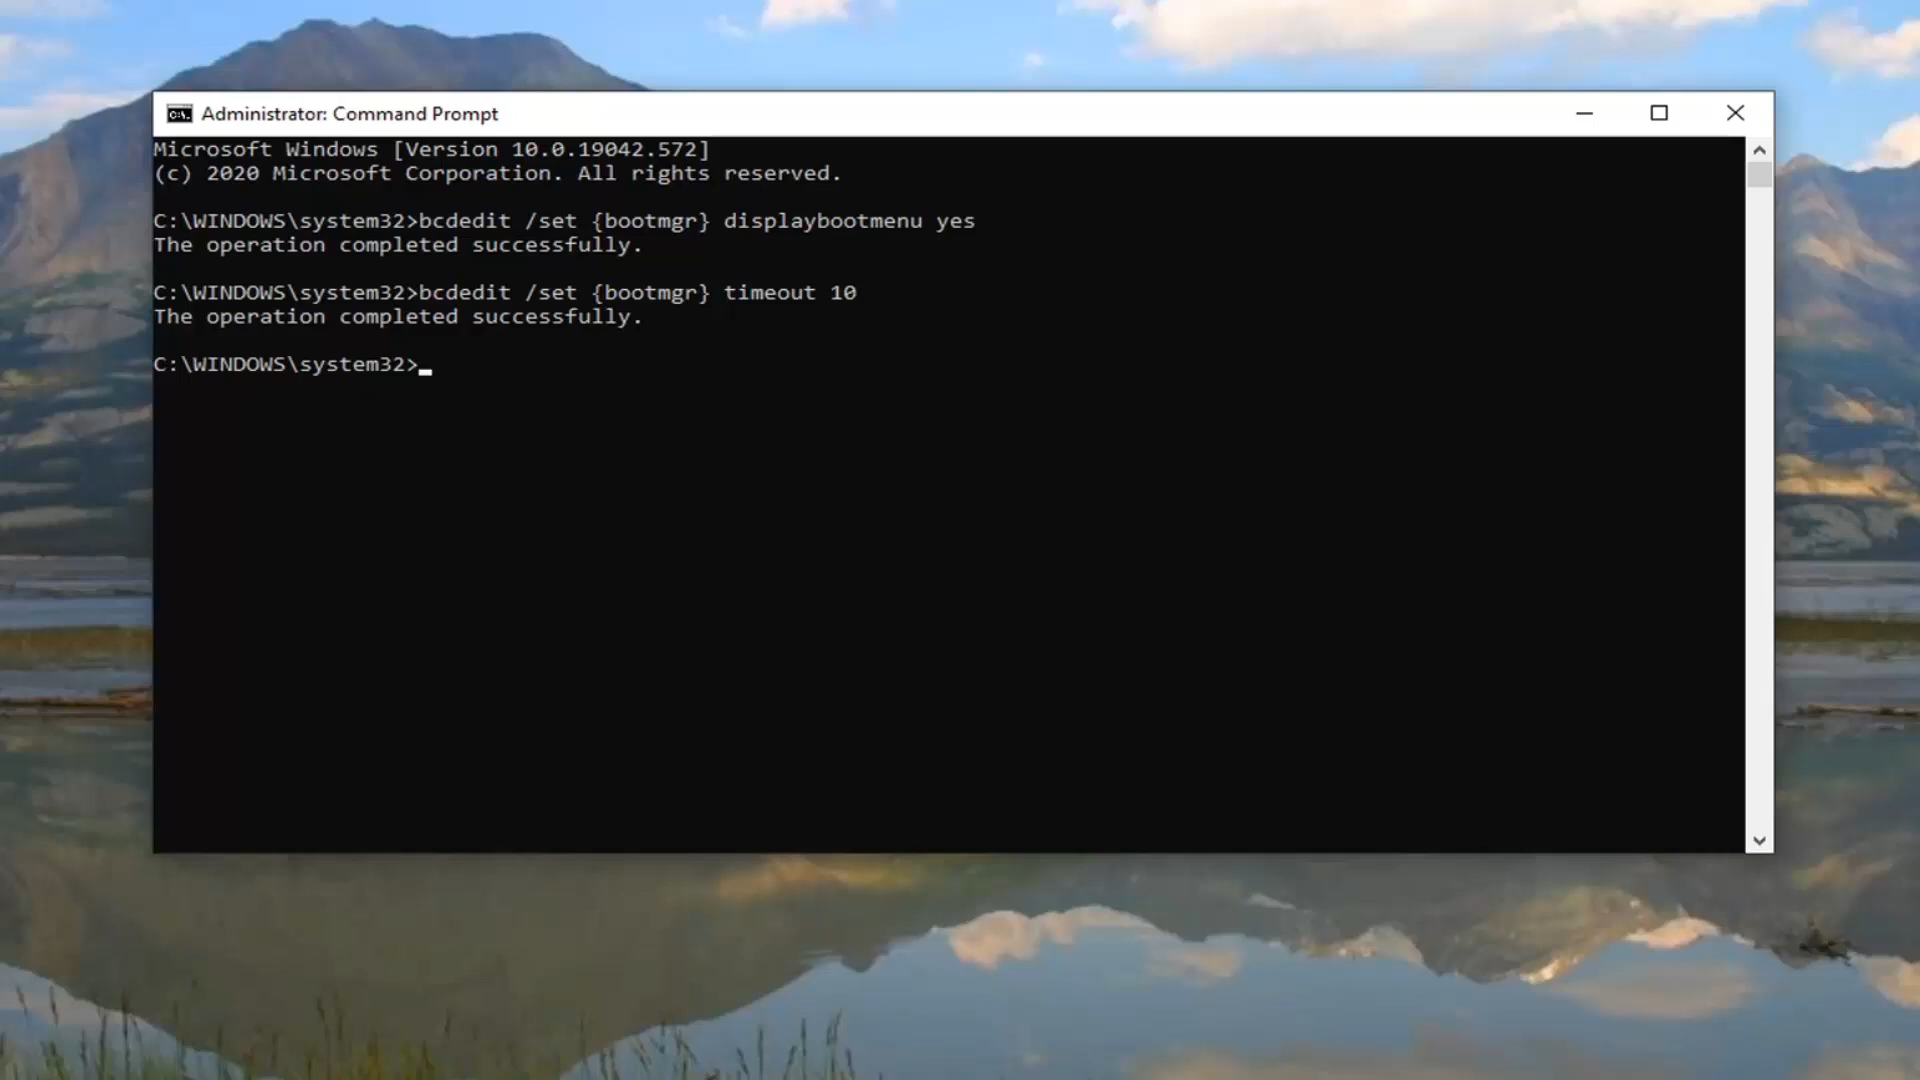 Administrator: Command Prompt
Microsoft Windows [Version 10.0.19042.572]
(c) 2020 Microsoft Corporation. All rights reserved.
C:\WINDOWS\system32>bcdedit /set {bootmgr} displaybootmenu yes
The operation completed successfully.
C:\WINDOWS\system32>bcdedit /set {bootmgr} timeout 10
The operation completed successfully.
C:\WINDOWS\system32>